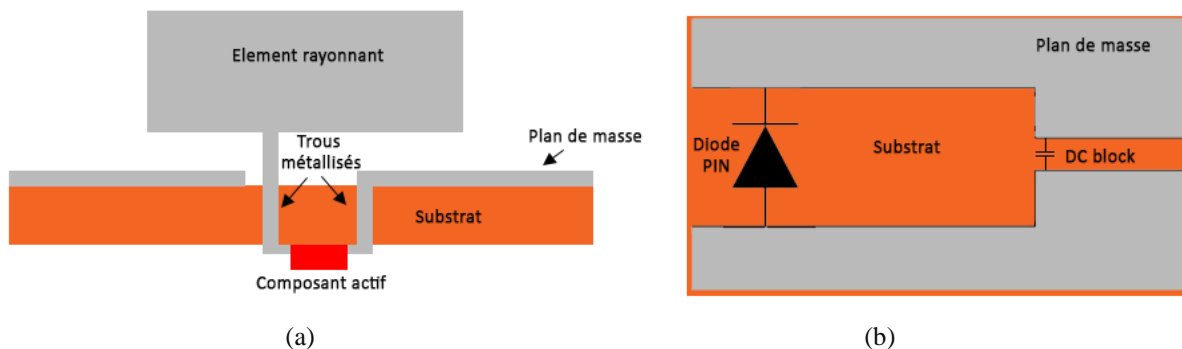 Element rayonnant
Trous
métallisés
Plan de masse
Substrat
Composant actif
(a)
Plan de masse
Diode
PIN
Substrat
DC block
(b)